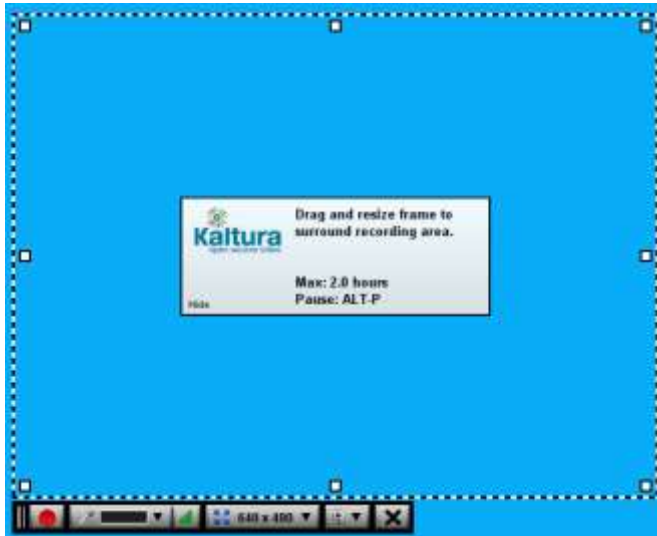 Drag and resize frame to
surround recording area.
Kaltura
Max: 2.0 hours
Pause: ALT-P
Hide
640 x 480